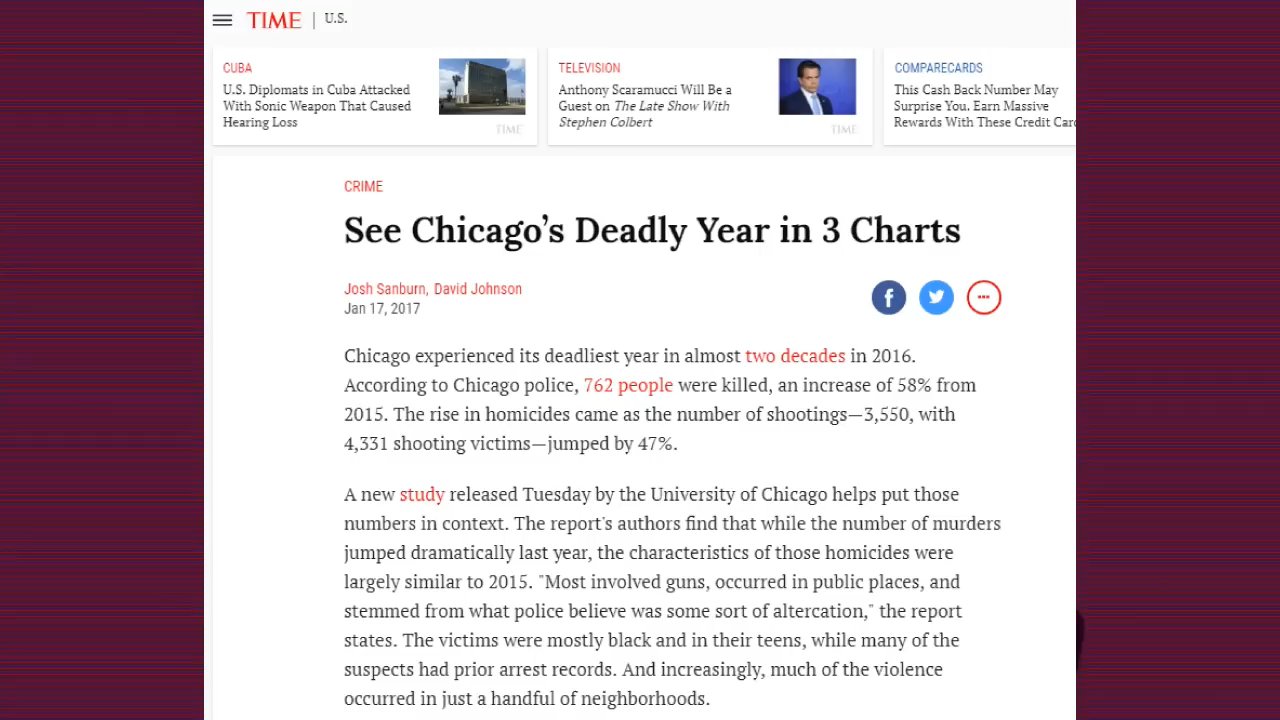 TIME | U.S.
CUBA
U.S. Diplomats in Cuba Attacked
With Sonic Weapon That Caused
Hearing Loss
TIME
TELEVISION
Anthony Scaramucci Will Be a
Guest on The Late Show With
Stephen Colbert
TIME
COMPARECARDS
This Cash Back Number May
Surprise You. Earn Massive
Rewards With These Credit Card
CRIME
See Chicago’s Deadly Year in 3 Charts
Josh Sanburn, David Johnson
Jan 17, 2017
Chicago experienced its deadliest year in almost two decades in 2016.
According to Chicago police, 762 people were killed, an increase of 58% from
2015. The rise in homicides came as the number of shootings—3,550, with
4,331 shooting victims—jumped by 47%.
A new study released Tuesday by the University of Chicago helps put those
numbers in context. The report's authors find that while the number of murders
jumped dramatically last year, the characteristics of those homicides were
largely similar to 2015. "Most involved guns, occurred in public places, and
stemmed from what police believe was some sort of altercation," the report
states. The victims were mostly black and in their teens, while many of the
suspects had prior arrest records. And increasingly, much of the violence
occurred in just a handful of neighborhoods.